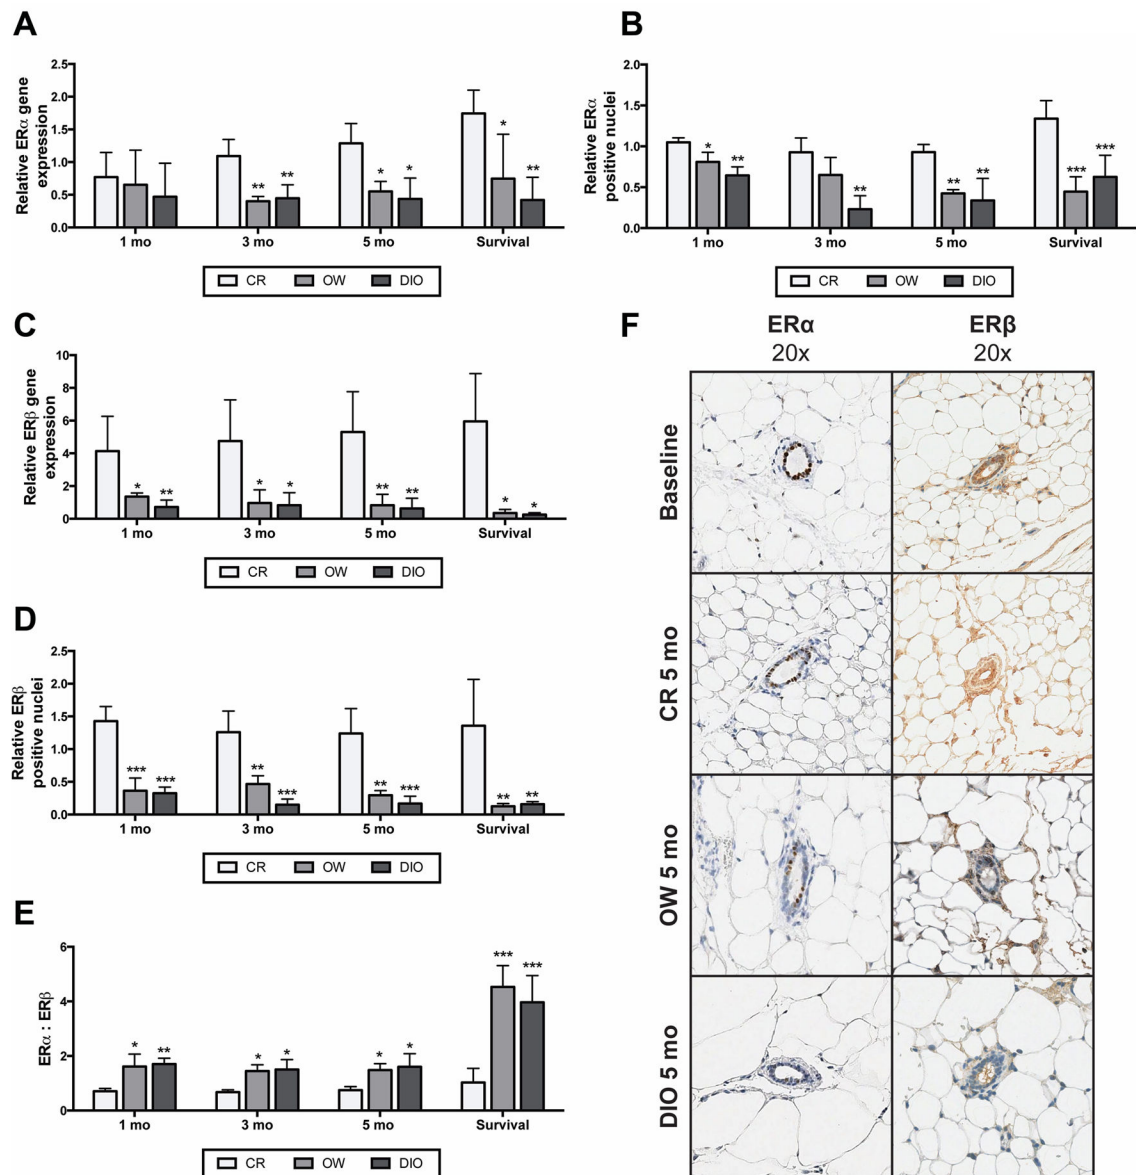 A
Relative ERα gene
expression
2.5
2.0
1.5
1.0
0.5
0.0
* ** ** ** * * * **
1 mo 3 mo 5 mo Survival
CR OW DIO
B
Relative ERα
positive nuclei
2.0
1.5
1.0
0.5
0.0
* ** ** ** ** *** ***
1 mo 3 mo 5 mo Survival
CR OW DIO
C
Relative ERβ gene
expression
10
8
6
4
2
0
* ** * * ** ** * *
1 mo 3 mo 5 mo Survival
CR OW DIO
D
Relative ERβ
positive nuclei
2.5
2.0
1.5
1.0
0.5
0.0
*** *** ** *** ** *** ** **
1 mo 3 mo 5 mo Survival
CR OW DIO
E
ERα : ERβ
6
4
2
0
* ** * * * * *** ***
1 mo 3 mo 5 mo Survival
CR OW DIO
F
ERα ERβ
20x 20x
Baseline
CR 5 mo
OW 5 mo
DIO 5 mo